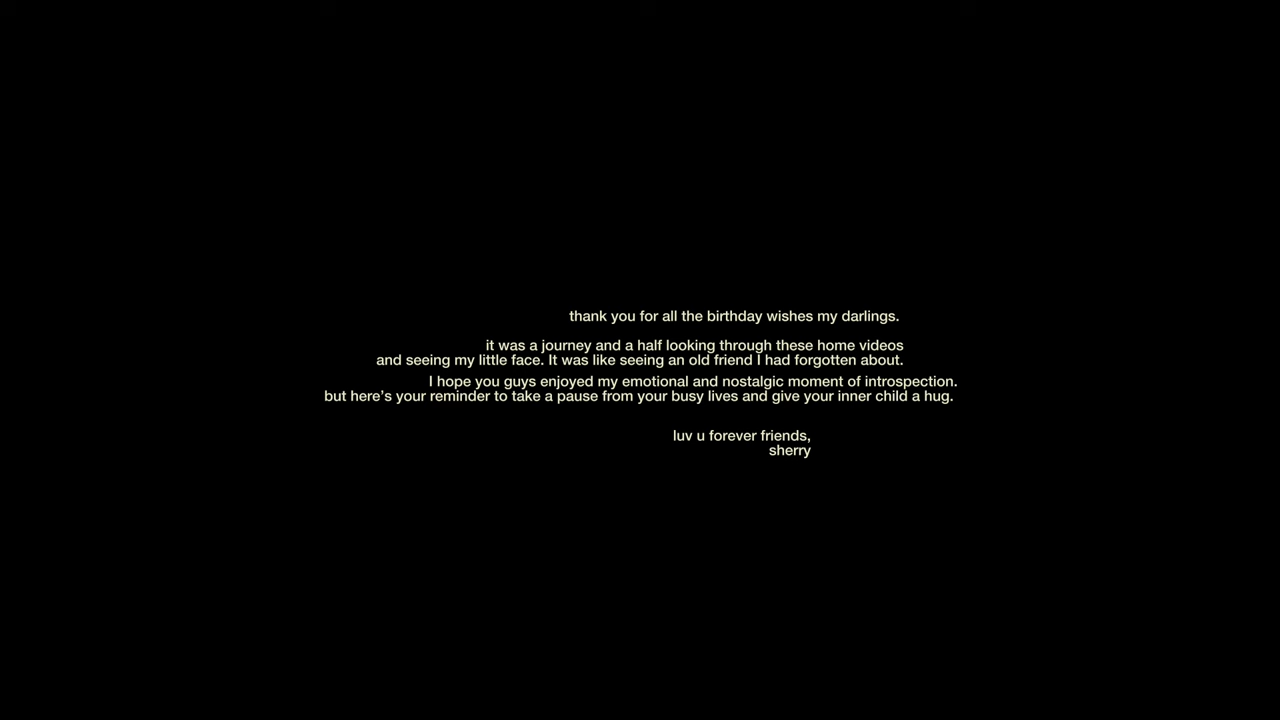 thank you for all the birthday wishes my darlings.
it was a journey and a half looking through these home videos
and seeing my little face. It was like seeing an old friend I had forgotten about.
I hope you guys enjoyed my emotional and nostalgic moment of introspection.
but here’s your reminder to take a pause from your busy lives and give your inner child a hug.
luv u forever friends,
sherry